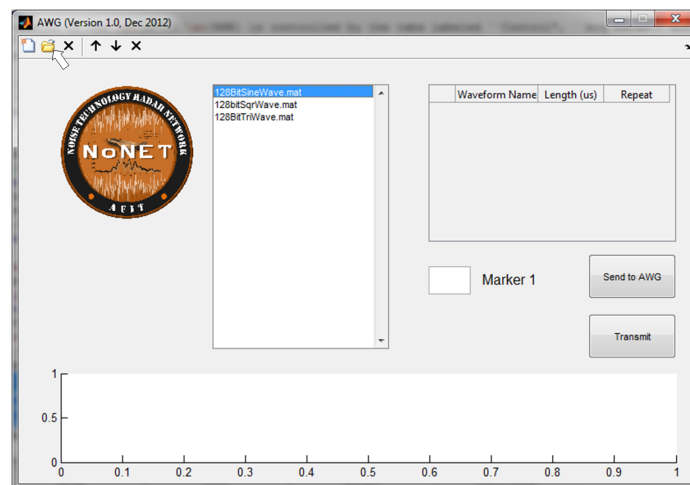 AWG (Version 1.0, Dec 2012)
NOISE TECHNOLOGY RADAR NETWORK
NoNET
AFIT
128BitSineWave.mat
128bitSqrWave.mat
128BitTriWave.mat
Waveform Name Length (us) Repeat
Marker 1
Send to AWG
Transmit
1
0.5
0
0 0.1 0.2 0.3 0.4 0.5 0.6 0.7 0.8 0.9 1